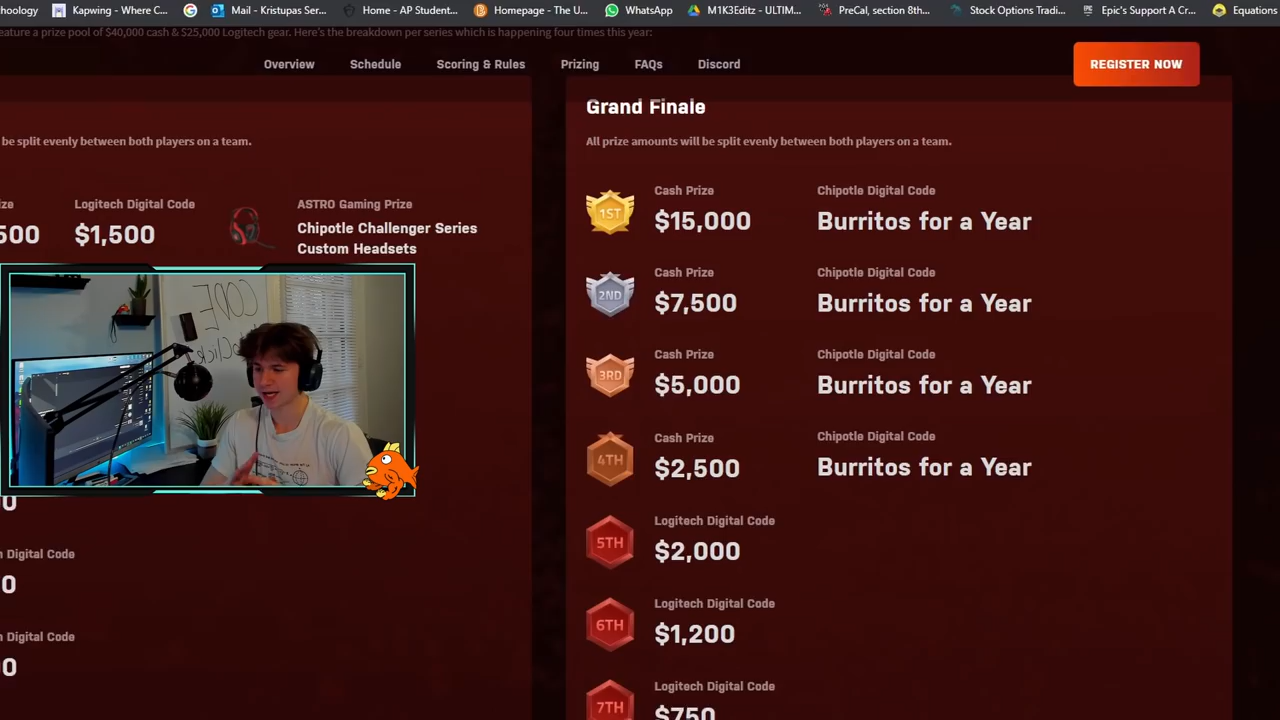 hoology
Kapwing - Where C...
Mail - Kristupas Ser...
Home - AP Student...
Homepage - The U...
WhatsApp
M1K3Editz - ULTIM...
PreCal, section 8th...
Stock Options Tradi...
Epic's Support A Cr...
Equations
eature a prize pool of $40,000 cash & $25,000 Logitech gear. Here's the breakdown per series which is happening four times this year:
Overview
Schedule
Scoring & Rules
Prizing
FAQs
Discord
REGISTER NOW
be split evenly between both players on a team.
ize
500
Logitech Digital Code
$1,500
ASTRO Gaming Prize
Chipotle Challenger Series
Custom Headsets
CODE
0
h Digital Code
0
h Digital Code
0
Grand Finale
All prize amounts will be split evenly between both players on a team.
1ST
Cash Prize
$15,000
Chipotle Digital Code
Burritos for a Year
2ND
Cash Prize
$7,500
Chipotle Digital Code
Burritos for a Year
3RD
Cash Prize
$5,000
Chipotle Digital Code
Burritos for a Year
4TH
Cash Prize
$2,500
Chipotle Digital Code
Burritos for a Year
5TH
Logitech Digital Code
$2,000
6TH
Logitech Digital Code
$1,200
7TH
Logitech Digital Code
$750